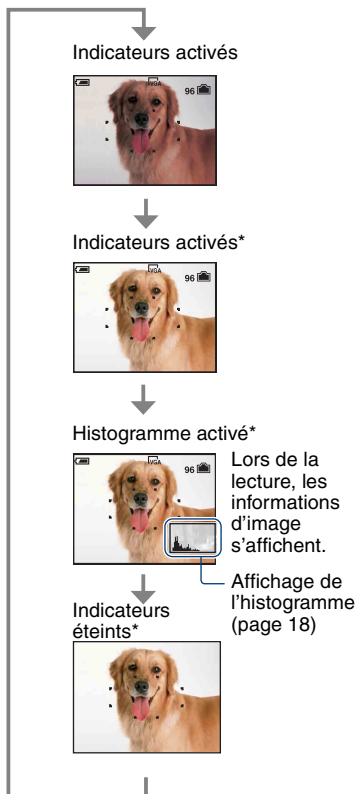 Indicateurs activés
VGA
96
Indicateurs activés*
VGA
96
Histogramme activé*
VGA
96
Lors de la
lecture, les
informations
d'image
s'affichent.
Affichage de
l'histogramme
(page 18)
Indicateurs
éteints*